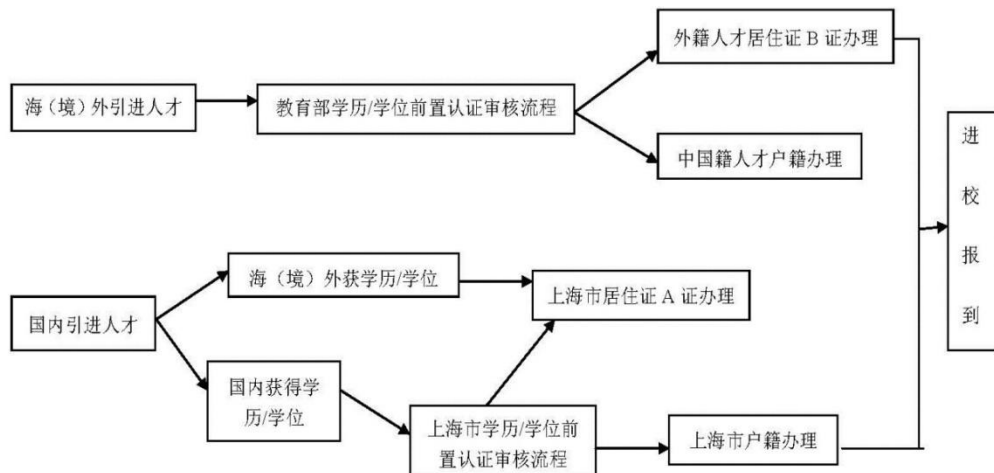 外籍人才居住证 B 证办理
海（境）外引进人才
教育部学历/学位前置认证审核流程
中国籍人才户籍办理
进
校
报
到
海（境）外获学历/学位
上海市居住证 A 证办理
国内引进人才
国内获得学
历/学位
上海市学历/学位前
置认证审核流程
上海市户籍办理